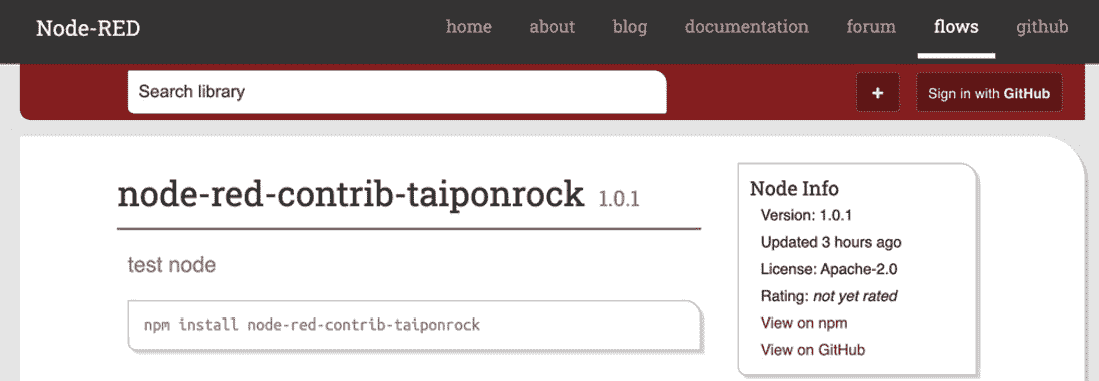 Node-RED
home about blog documentation forum flows github
Search library
+ Sign in with GitHub
node-red-contrib-taiponrock 1.0.1
test node
npm install node-red-contrib-taiponrock
Node Info
Version: 1.0.1
Updated 3 hours ago
License: Apache-2.0
Rating: not yet rated
View on npm
View on GitHub